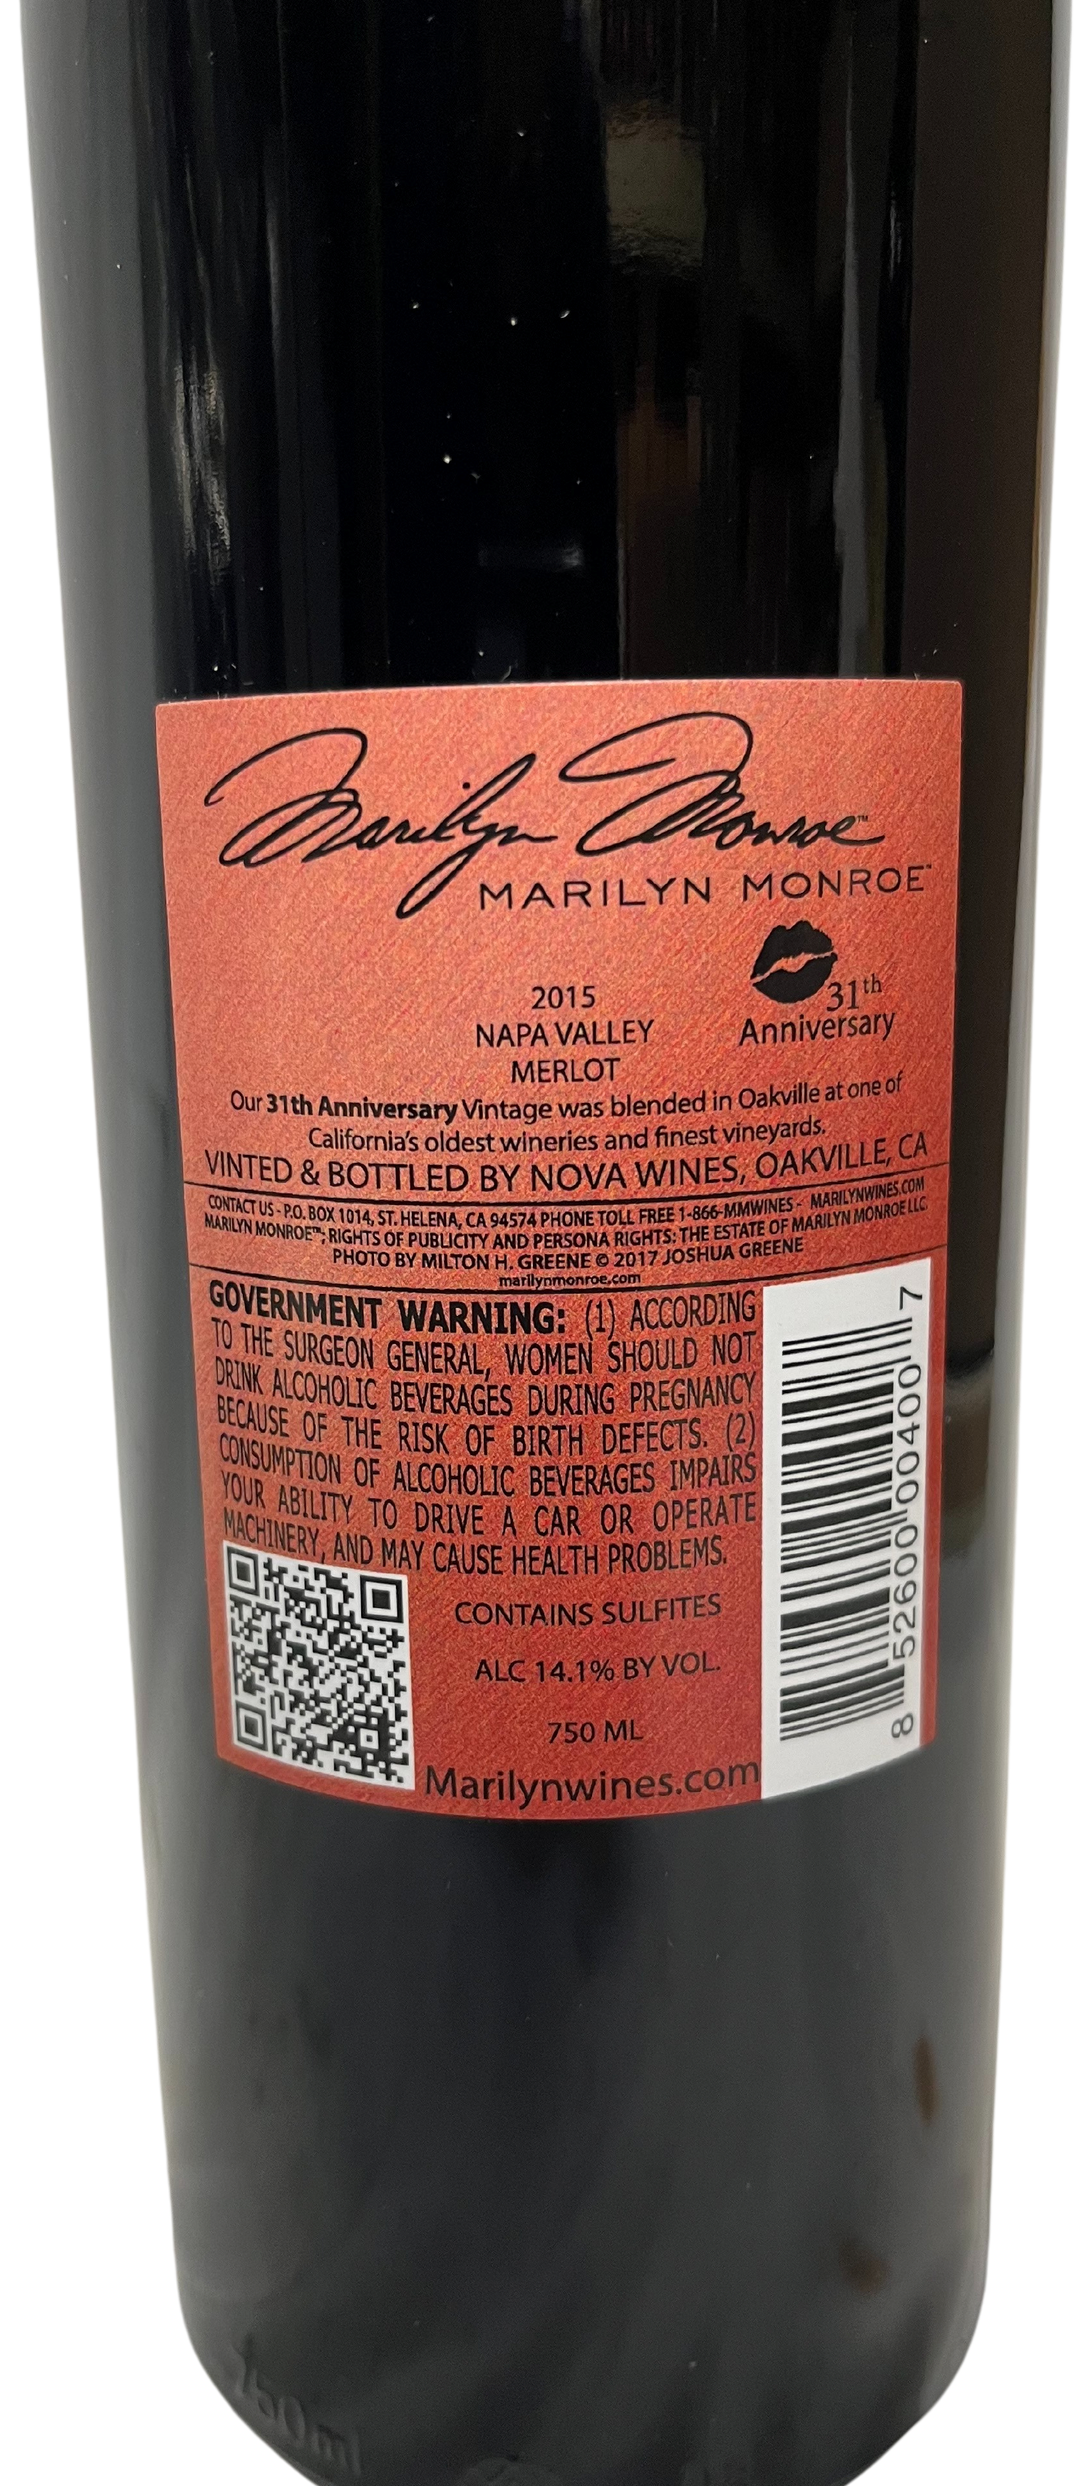 Marilyn Monroe™
MARILYN MONROE™
31th
Anniversary
2015
NAPA VALLEY
MERLOT
Our 31th Anniversary Vintage was blended in Oakville at one of
California's oldest wineries and finest vineyards.
VINTED & BOTTLED BY NOVA WINES, OAKVILLE, CA
CONTACT US - P.O. BOX 1014, ST. HELENA, CA 94574 PHONE TOLL FREE 1-866-MMWINES - MARILYNWINES.COM
MARILYN MONROE™; RIGHTS OF PUBLICITY AND PERSONA RIGHTS: THE ESTATE OF MARILYN MONROE LLC.
PHOTO BY MILTON H. GREENE © 2017 JOSHUA GREENE
marilynmonroe.com
GOVERNMENT WARNING: (1) ACCORDING
TO THE SURGEON GENERAL, WOMEN SHOULD NOT
DRINK ALCOHOLIC BEVERAGES DURING PREGNANCY
BECAUSE OF THE RISK OF BIRTH DEFECTS. (2)
CONSUMPTION OF ALCOHOLIC BEVERAGES IMPAIRS
YOUR ABILITY TO DRIVE A CAR OR OPERATE
MACHINERY, AND MAY CAUSE HEALTH PROBLEMS.
CONTAINS SULFITES
ALC 14.1% BY VOL.
750 ML
Marilynwines.com
8 52600 00400 7
750ml